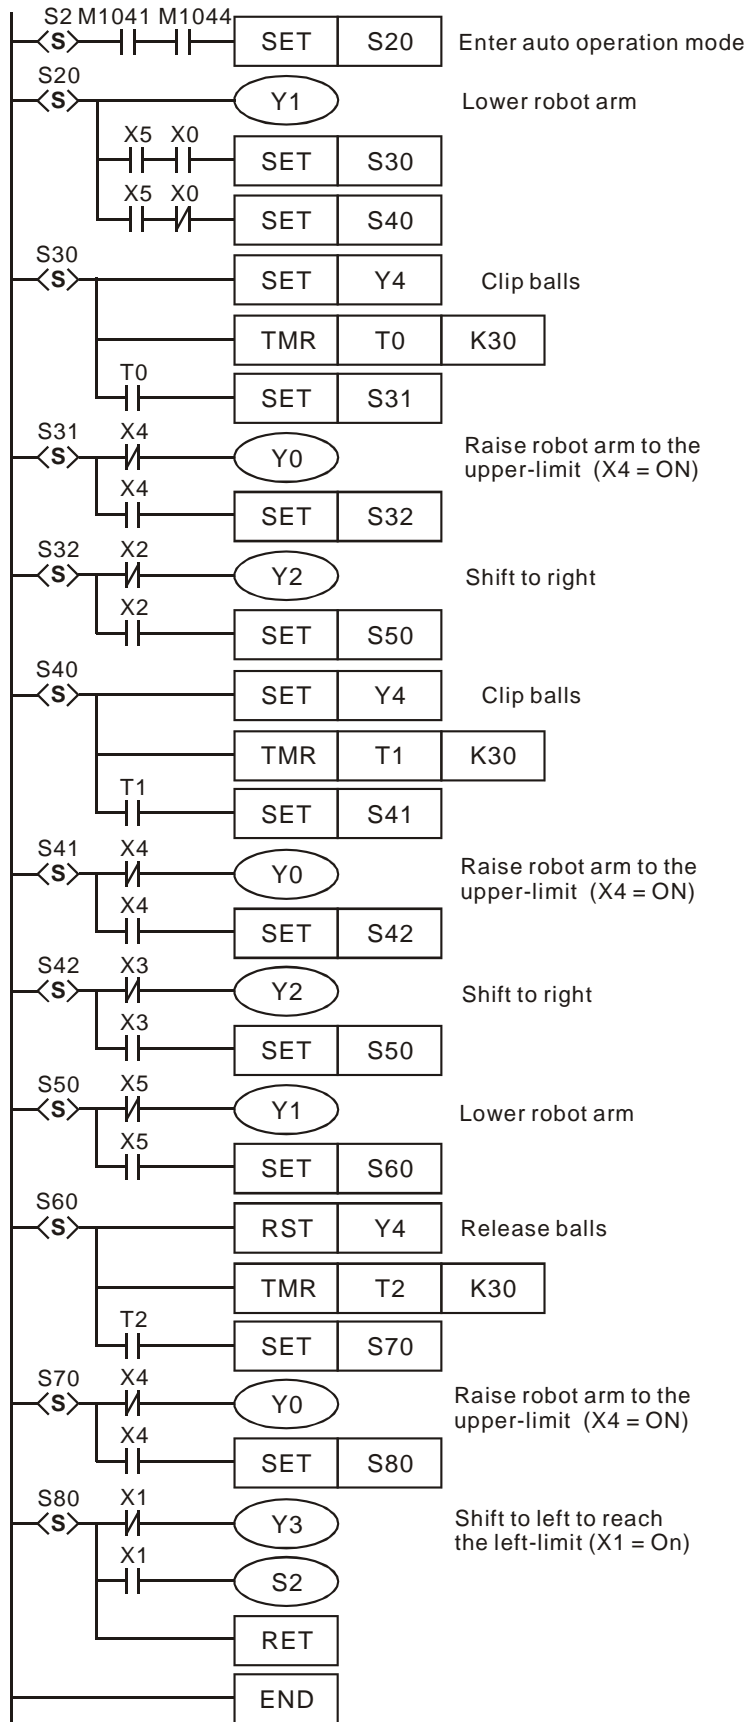 S2 M1041 M1044
S SET S20 Enter auto operation mode
S20
S Y1 Lower robot arm
X5 X0
SET S30
X5 X0
SET S40
S30
S SET Y4 Clip balls
TMR T0 K30
T0
SET S31
S31 X4
S Y0 Raise robot arm to the
upper-limit (X4 = ON)
X4
SET S32
S32 X2
S Y2 Shift to right
X2
SET S50
S40
S SET Y4 Clip balls
TMR T1 K30
T1
SET S41
S41 X4
S Y0 Raise robot arm to the
upper-limit (X4 = ON)
X4
SET S42
S42 X3
S Y2 Shift to right
X3
SET S50
S50 X5
S Y1 Lower robot arm
X5
SET S60
S60
S RST Y4 Release balls
TMR T2 K30
T2
SET S70
S70 X4
S Y0 Raise robot arm to the
upper-limit (X4 = ON)
X4
SET S80
S80 X1
S Y3 Shift to left to reach
the left-limit (X1 = On)
X1
S2
RET
END